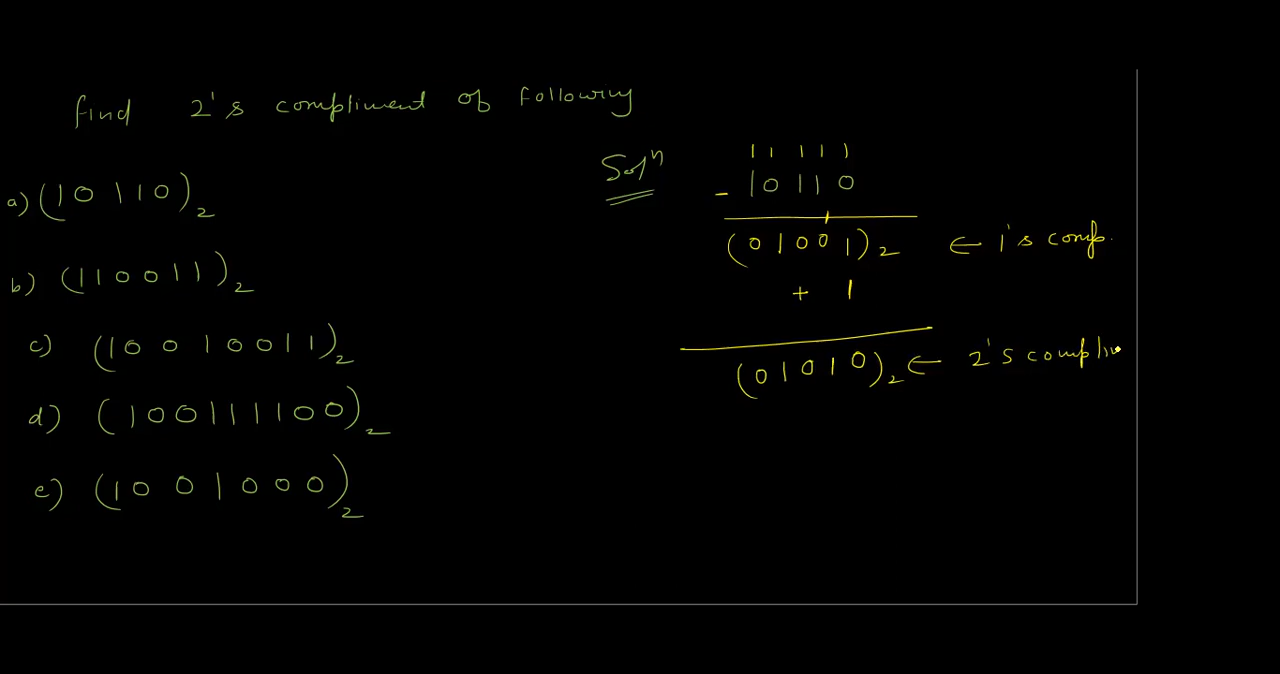 find 2's compliment of following
a) (10110)₂
b) (110011)₂
c) (10010011)₂
d) (100111100)₂
e) (1001000)₂
Solⁿ
11111
- 10110
(01001)₂ ← 1's comp.
+ 1
(01010)₂ ← 2's compli